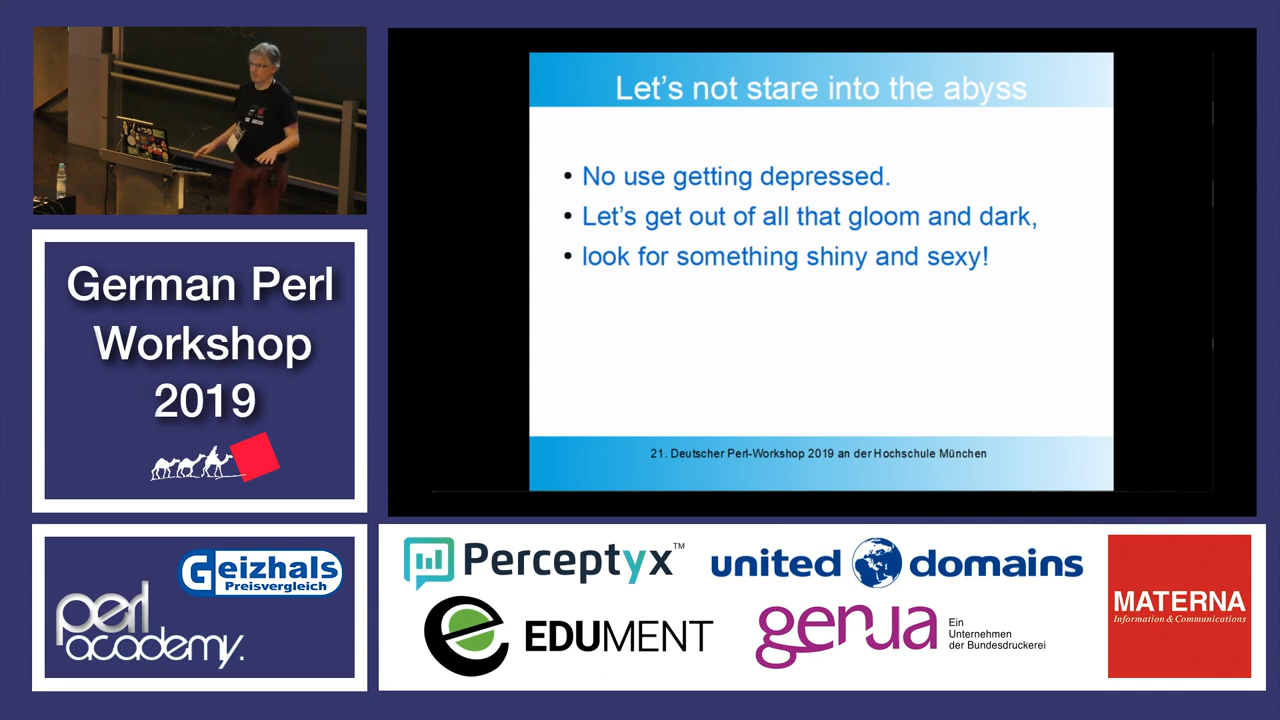 Let's not stare into the abyss
• No use getting depressed.
• Let's get out of all that gloom and dark,
• look for something shiny and sexy!
21. Deutscher Perl-Workshop 2019 an der Hochschule München
German Perl
Workshop
2019
Geizhals
Preisvergleich
perl
academy.
Perceptyx™
united domains
EDUMENT
genua
Ein
Unternehmen
der Bundesdruckerei
MATERNA
Information & Communications